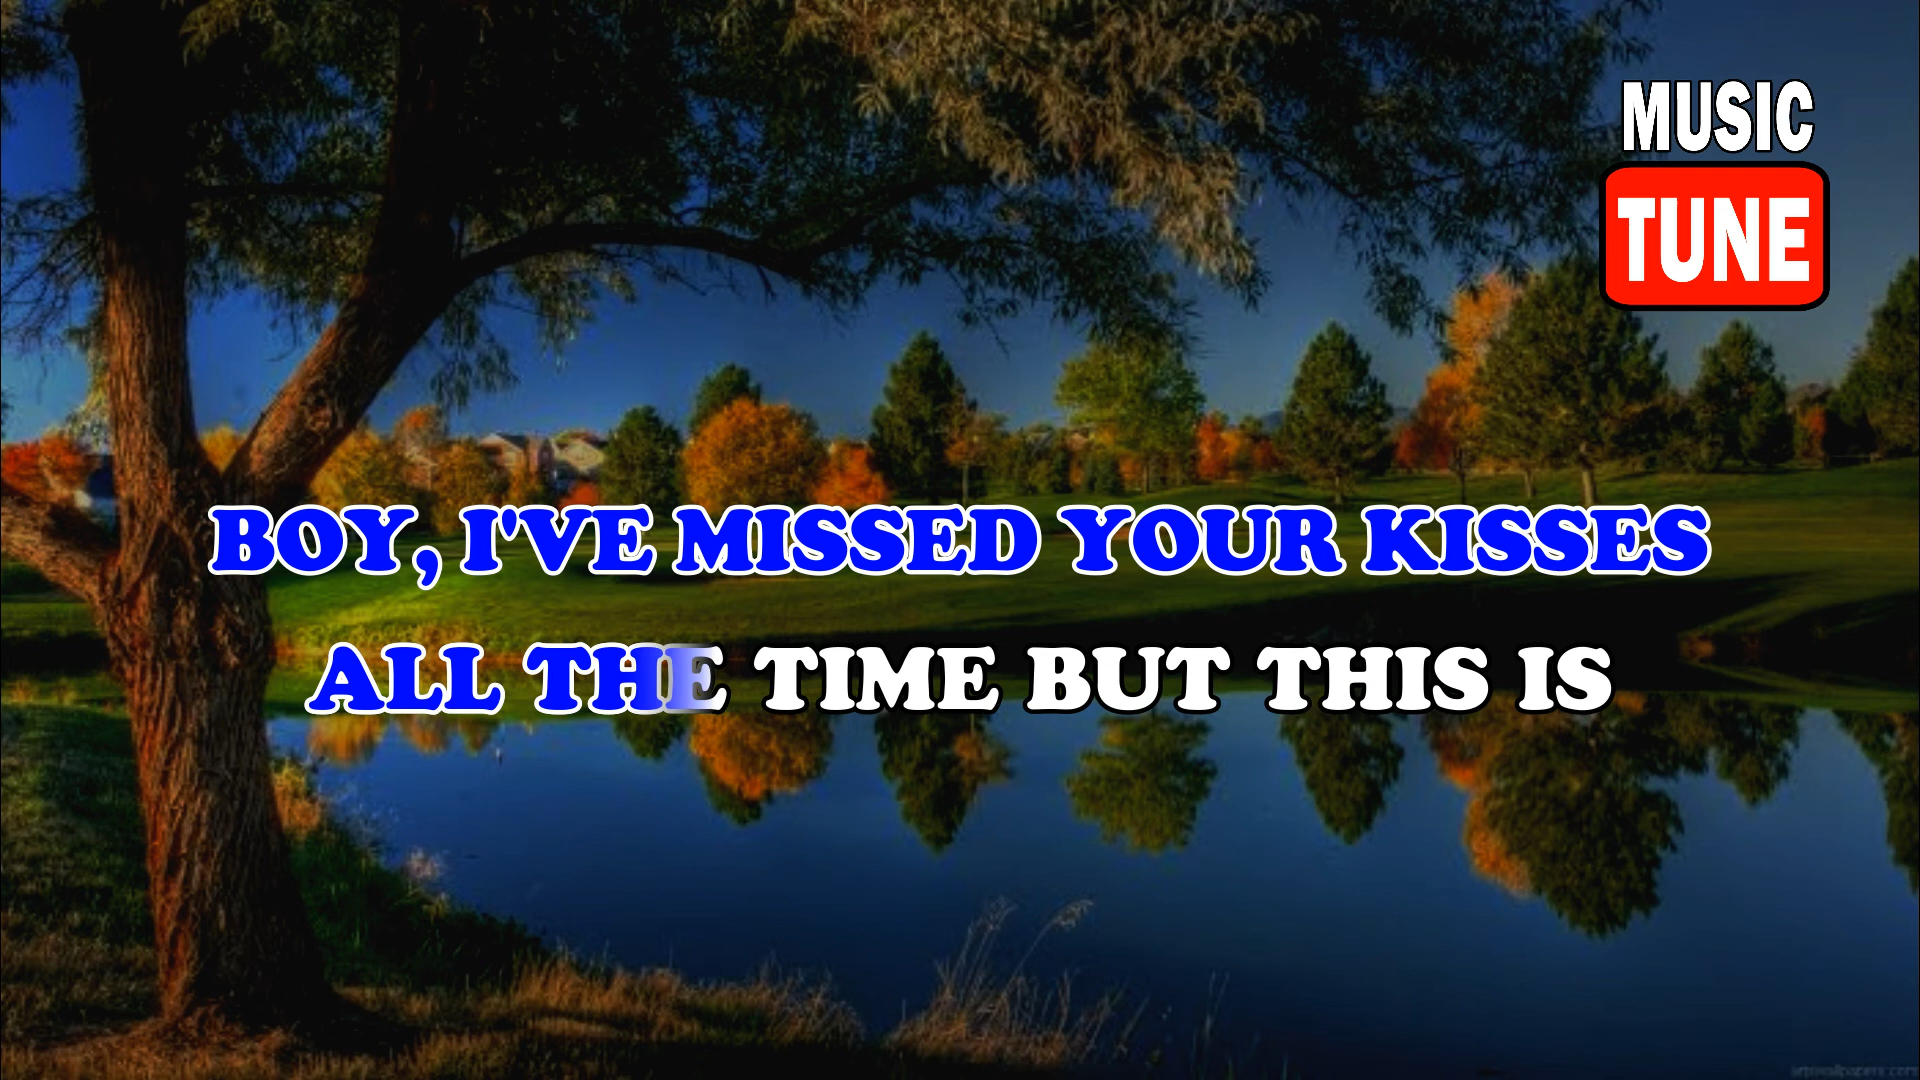 MUSIC
TUNE
BOY, I'VE MISSED YOUR KISSES
ALL THE TIME BUT THIS IS